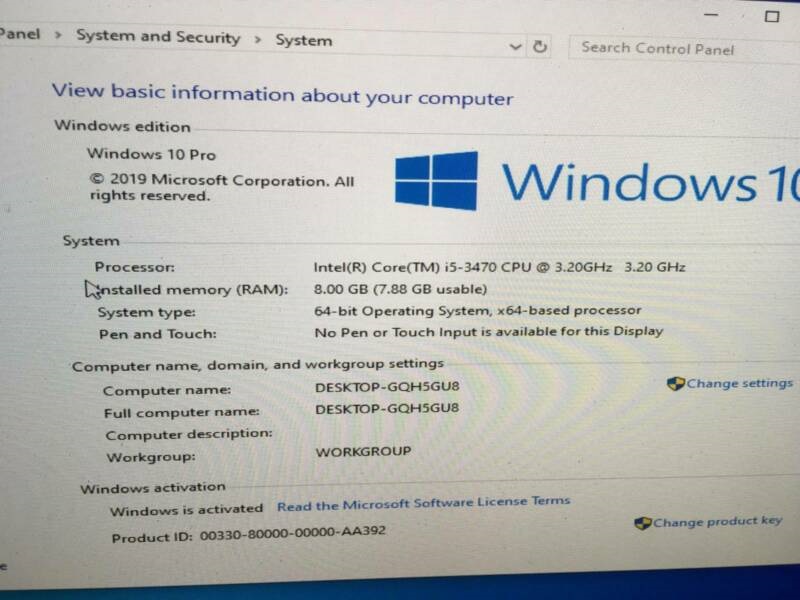 Panel > System and Security > System
Search Control Panel
View basic information about your computer
Windows edition
Windows 10 Pro
© 2019 Microsoft Corporation. All
rights reserved.
Windows 10
System
Processor: Intel(R) Core(TM) i5-3470 CPU @ 3.20GHz 3.20 GHz
Installed memory (RAM): 8.00 GB (7.88 GB usable)
System type: 64-bit Operating System, x64-based processor
Pen and Touch: No Pen or Touch Input is available for this Display
Computer name, domain, and workgroup settings
Computer name: DESKTOP-GQH5GU8
Change settings
Full computer name: DESKTOP-GQH5GU8
Computer description:
Workgroup: WORKGROUP
Windows activation
Windows is activated Read the Microsoft Software License Terms
Product ID: 00330-80000-00000-AA392
Change product key